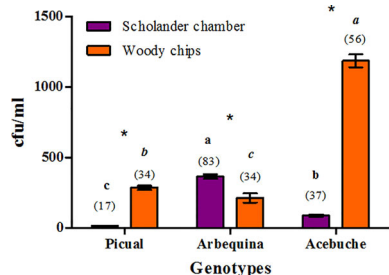 Scholander chamber
Woody chips
* a
(56)
1500
1000
500
0
cfu/ml
* b
c (34)
(17)
a *
(83) c
(34)
b
(37)
Picual Arbequina Acebuche
Genotypes